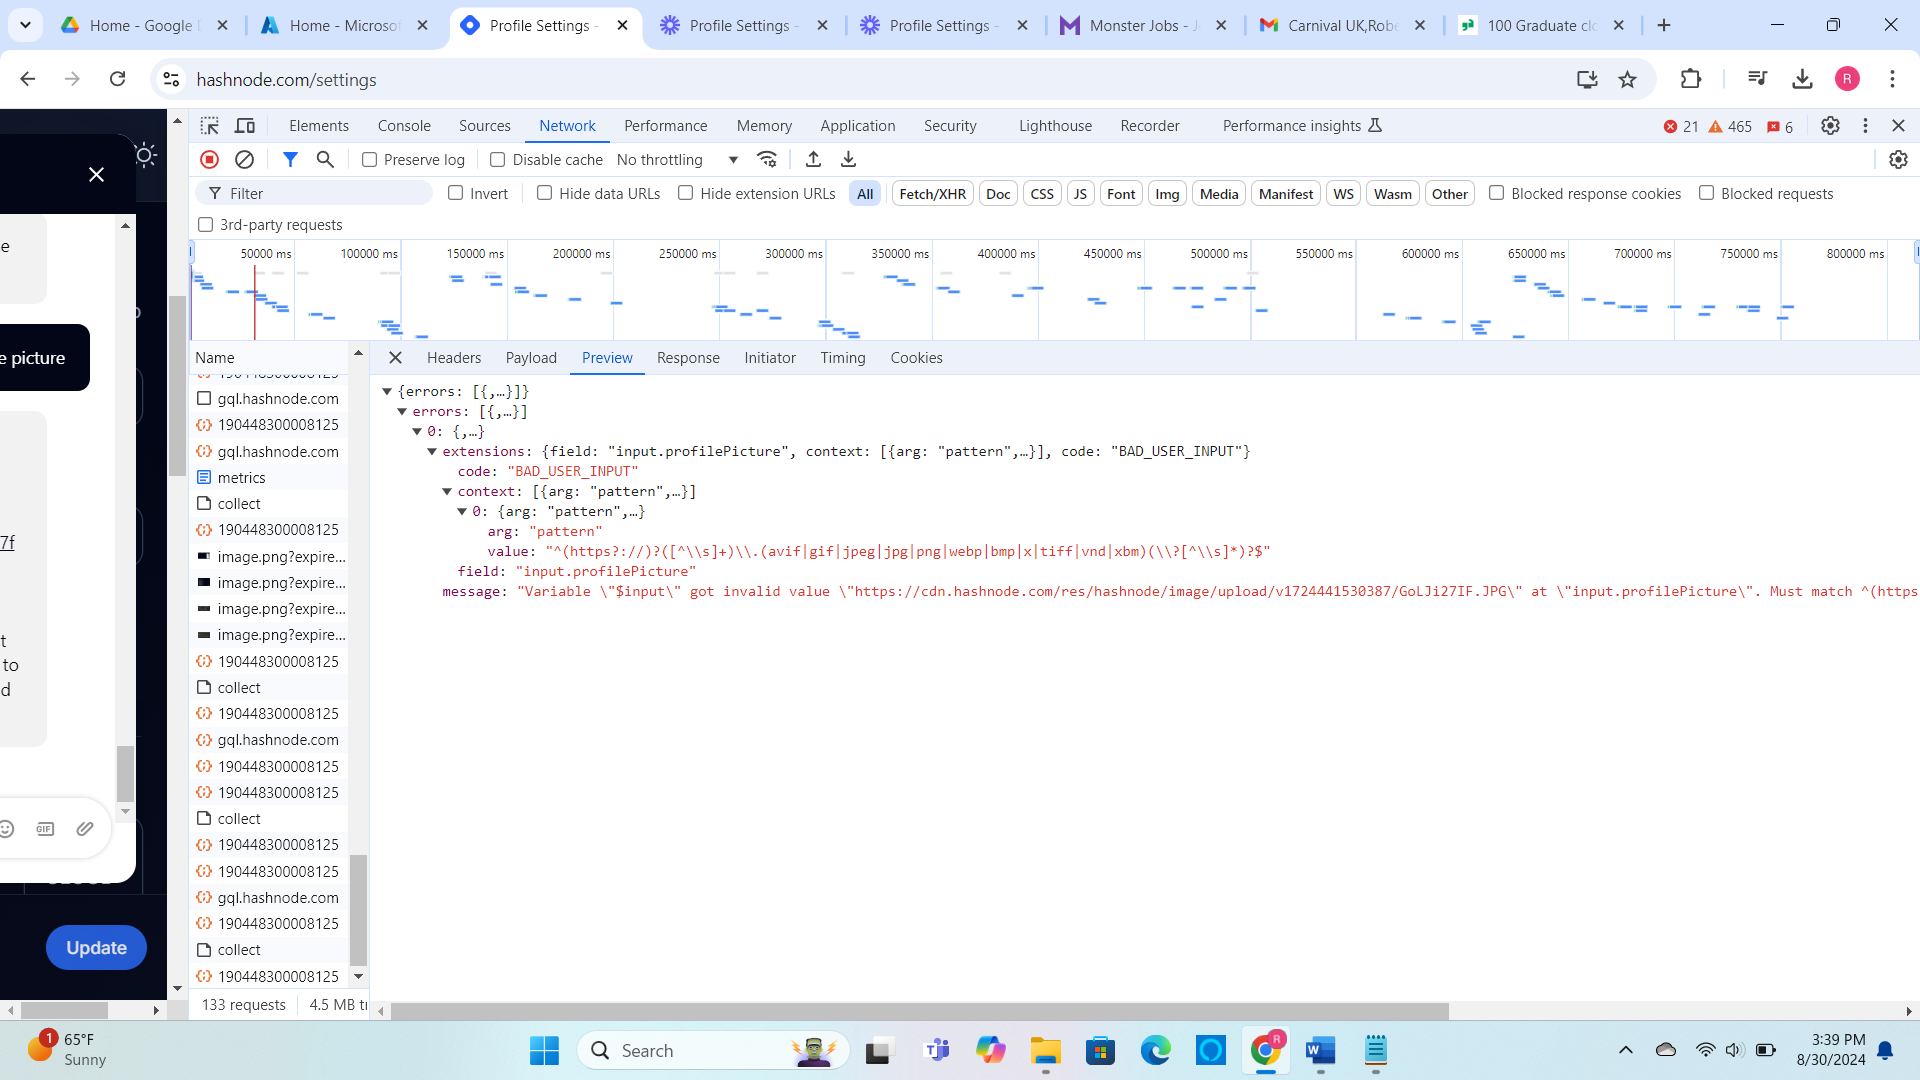 Home - Google D
Home - Microsof
Profile Settings -
Profile Settings -
Profile Settings -
Monster Jobs - J
Carnival UK,Robe
100 Graduate clo
hashnode.com/settings
R
Elements Console Sources Network Performance Memory Application Security Lighthouse Recorder Performance insights
21 465 6
Preserve log Disable cache No throttling
Filter Invert Hide data URLs Hide extension URLs All Fetch/XHR Doc CSS JS Font Img Media Manifest WS Wasm Other Blocked response cookies Blocked requests
3rd-party requests
50000 ms 100000 ms 150000 ms 200000 ms 250000 ms 300000 ms 350000 ms 400000 ms 450000 ms 500000 ms 550000 ms 600000 ms 650000 ms 700000 ms 750000 ms 800000 ms
e
e picture
7f
t
to
d
GIF
Update
Name
190448300008125
gql.hashnode.com
190448300008125
gql.hashnode.com
metrics
collect
190448300008125
image.png?expire...
image.png?expire...
image.png?expire...
image.png?expire...
190448300008125
collect
190448300008125
gql.hashnode.com
190448300008125
190448300008125
collect
190448300008125
190448300008125
gql.hashnode.com
190448300008125
collect
190448300008125
133 requests 4.5 MB tr
Headers Payload Preview Response Initiator Timing Cookies
{errors: [{,…}]}
errors: [{,…}]
0: {,…}
extensions: {field: "input.profilePicture", context: [{arg: "pattern",…}], code: "BAD_USER_INPUT"}
code: "BAD_USER_INPUT"
context: [{arg: "pattern",…}]
0: {arg: "pattern",…}
arg: "pattern"
value: "^(https?://)?([^\\s]+)\\.(avif|gif|jpeg|jpg|png|webp|bmp|x|tiff|vnd|xbm)(\\?[^\\s]*)?$"
field: "input.profilePicture"
message: "Variable \"$input\" got invalid value \"https://cdn.hashnode.com/res/hashnode/image/upload/v1724441530387/GoLJi27IF.JPG\" at \"input.profilePicture\". Must match ^(https
1
65°F
Sunny
Search
R
3:39 PM
8/30/2024